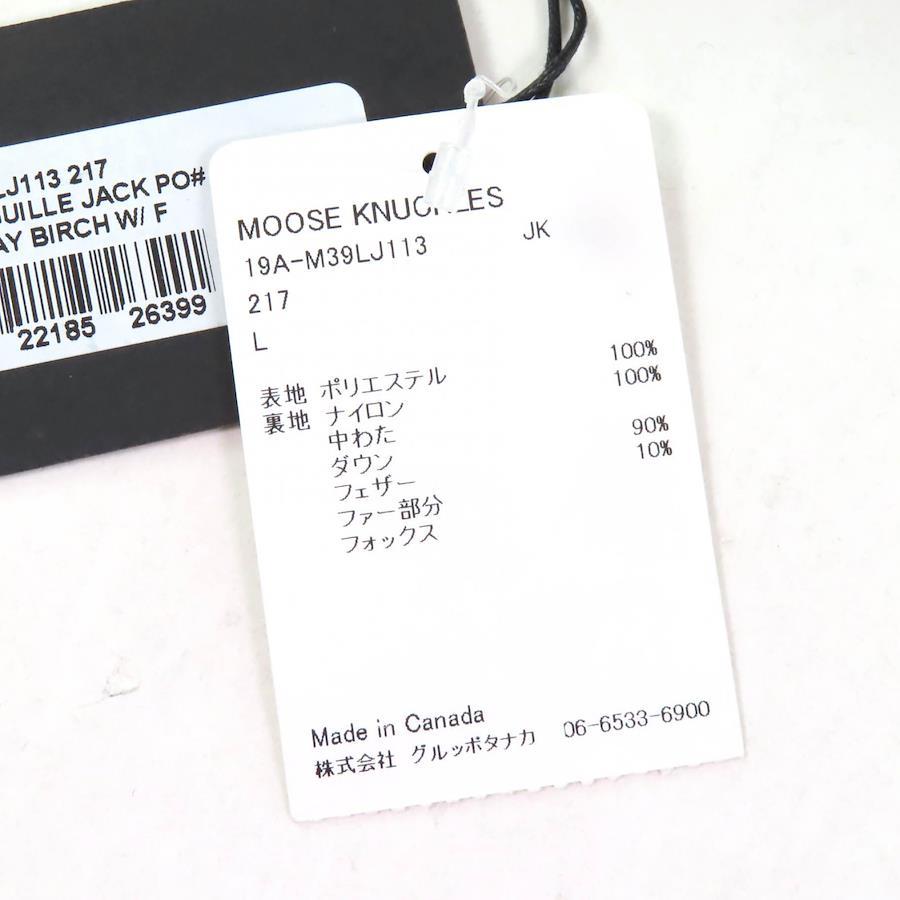 LJ113 217
UILLE JACK PO#
AY BIRCH W/ F
22185 26399
MOOSE KNUCKLES
19A-M39LJ113 JK
217
L
表地 ポリエステル 100%
裏地 ナイロン 100%
中わた
ダウン 90%
フェザー 10%
ファー部分
フォックス
Made in Canada
株式会社 グルッポタナカ 06-6533-6900